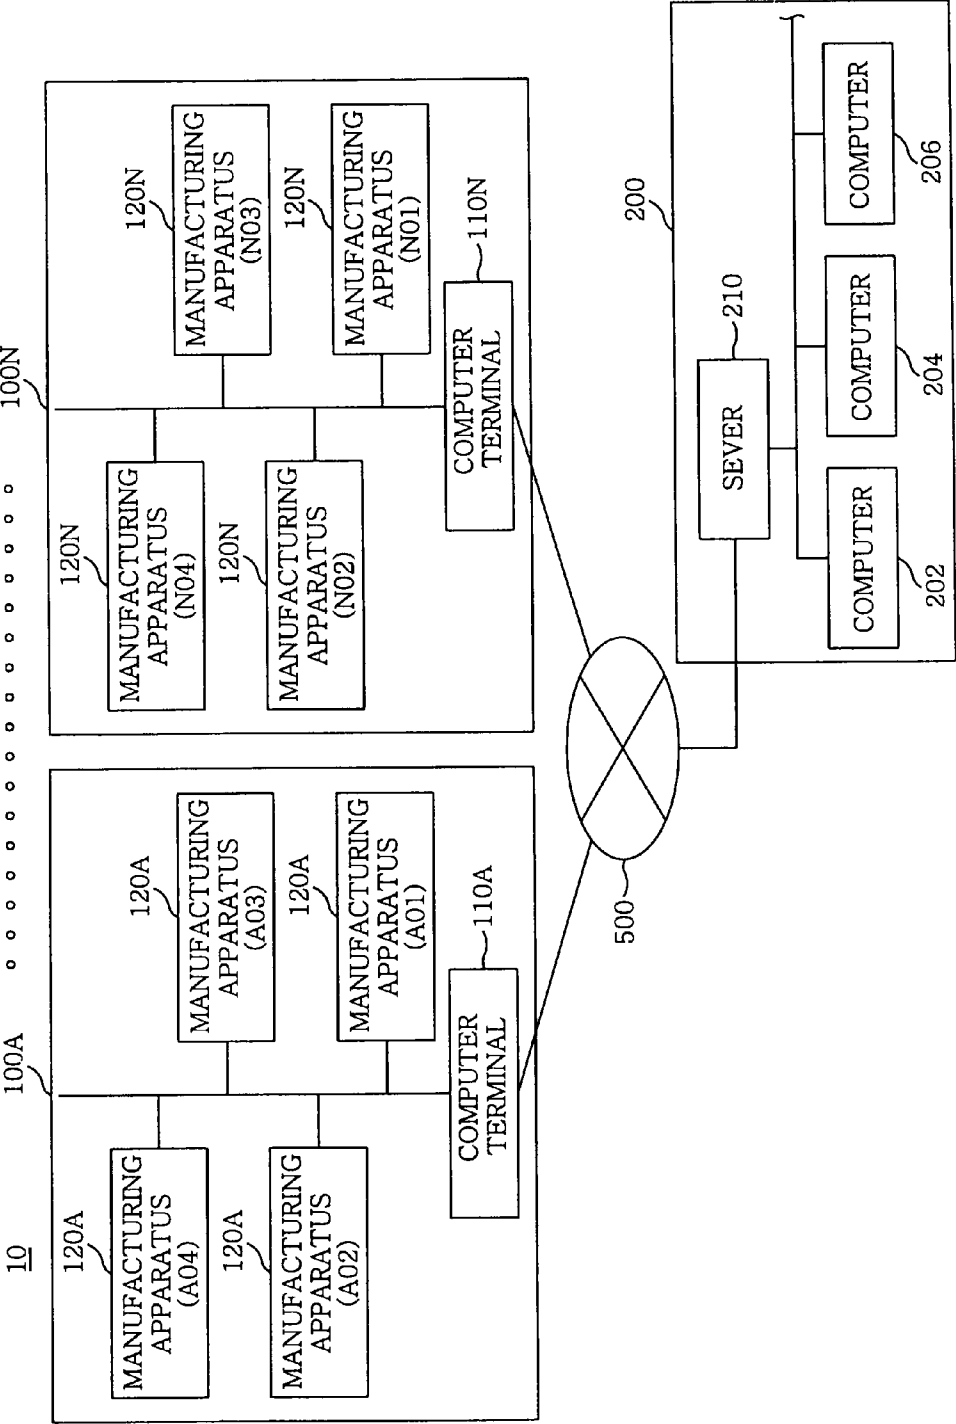 10
100A
100N
120A
MANUFACTURING
APPARATUS
(A04)
120A
MANUFACTURING
APPARATUS
(A03)
120A
MANUFACTURING
APPARATUS
(A02)
120A
MANUFACTURING
APPARATUS
(A01)
COMPUTER
TERMINAL
110A
120N
MANUFACTURING
APPARATUS
(N04)
120N
MANUFACTURING
APPARATUS
(N03)
120N
MANUFACTURING
APPARATUS
(N02)
120N
MANUFACTURING
APPARATUS
(N01)
COMPUTER
TERMINAL
110N
500
200
SEVER
210
COMPUTER
202
COMPUTER
204
COMPUTER
206